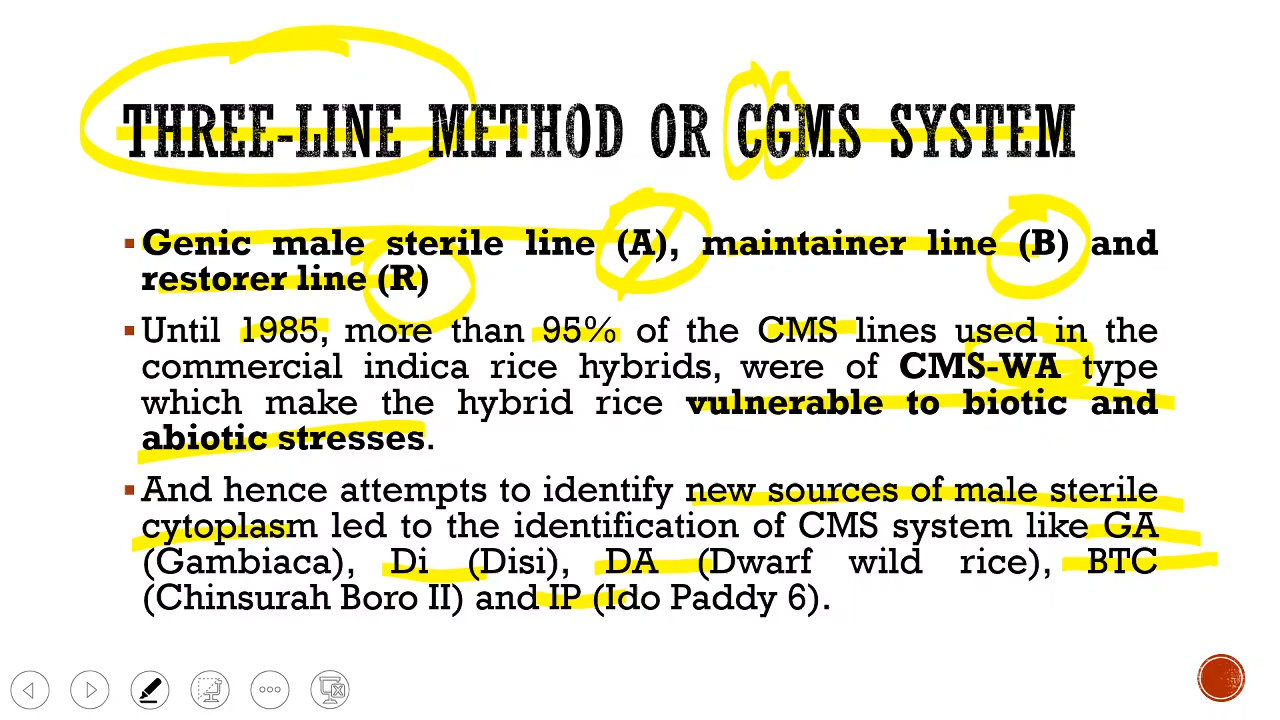 THREE-LINE METHOD OR CGMS SYSTEM
Genic male sterile line (A), maintainer line (B) and
restorer line (R)
Until 1985, more than 95% of the CMS lines used in the
commercial indica rice hybrids, were of CMS-WA type
which make the hybrid rice vulnerable to biotic and
abiotic stresses.
And hence attempts to identify new sources of male sterile
cytoplasm led to the identification of CMS system like GA
(Gambiaca), Di (Disi), DA (Dwarf wild rice), BTC
(Chinsurah Boro II) and IP (Ido Paddy 6).